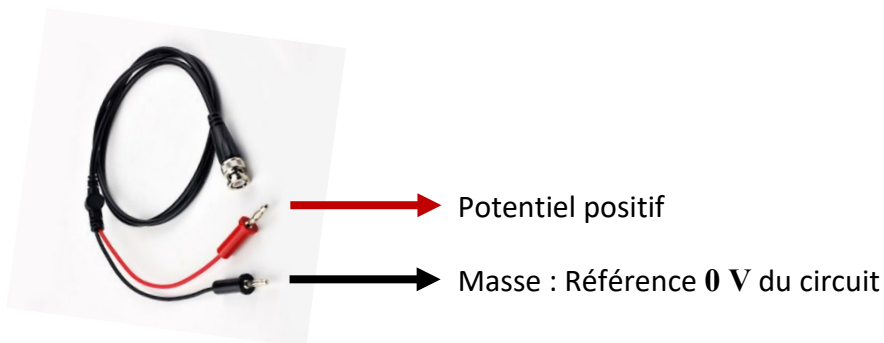 Potentiel positif
Masse : Référence 0 V du circuit